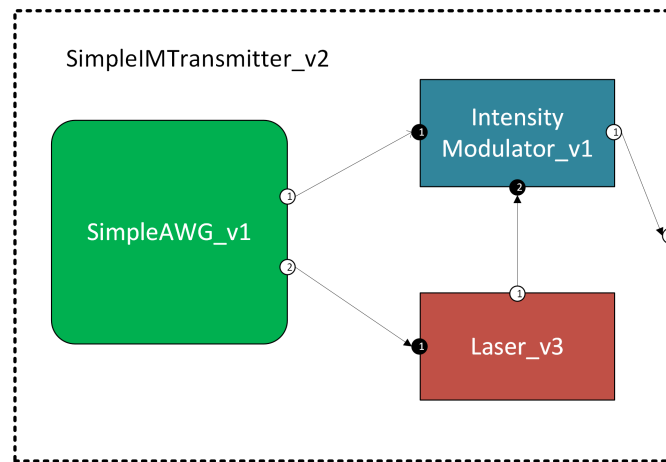 SimpleIMTransmitter_v2
Intensity
Modulator_v1
1
1
2
SimpleAWG_v1
1
2
1
1
Laser_v3